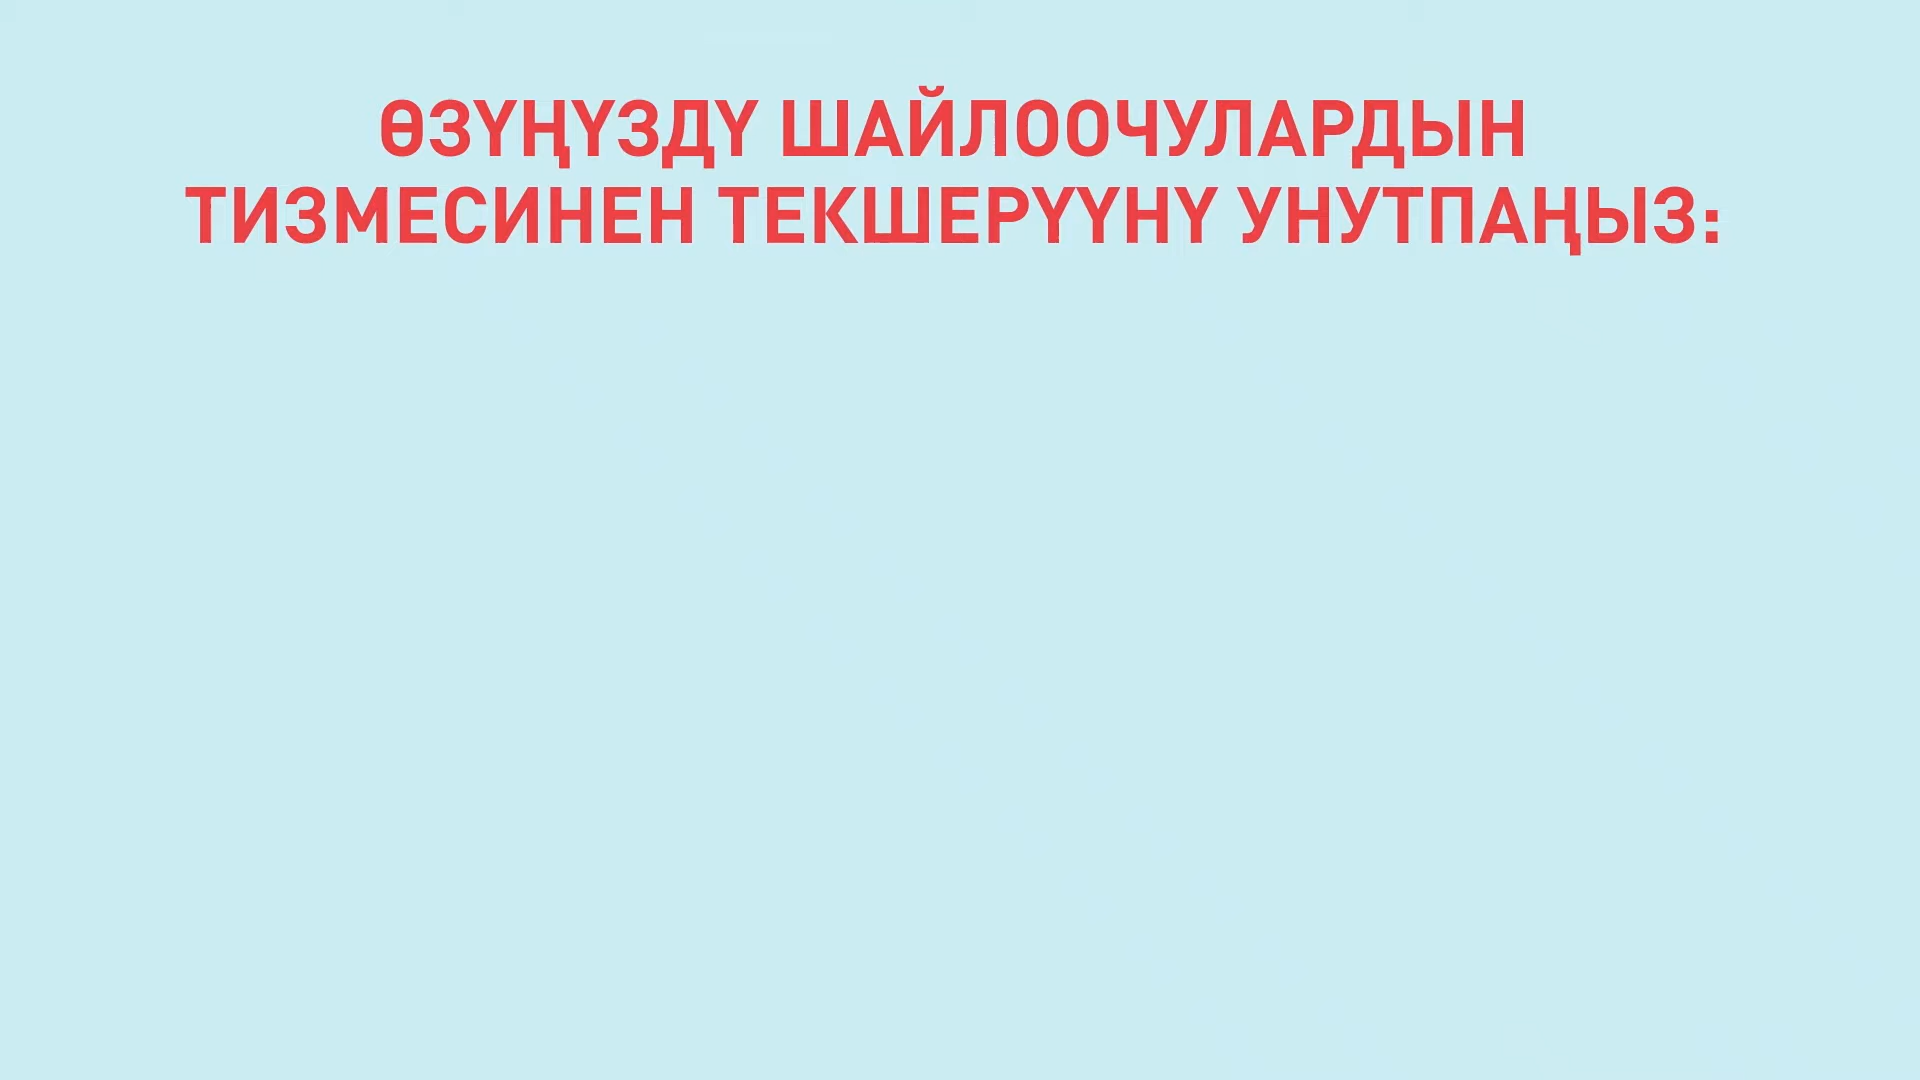 ӨЗҮҢҮЗДҮ ШАЙЛООЧУЛАРДЫН
ТИЗМЕСИНЕН ТЕКШЕРҮҮНҮ УНУТПАҢЫЗ: